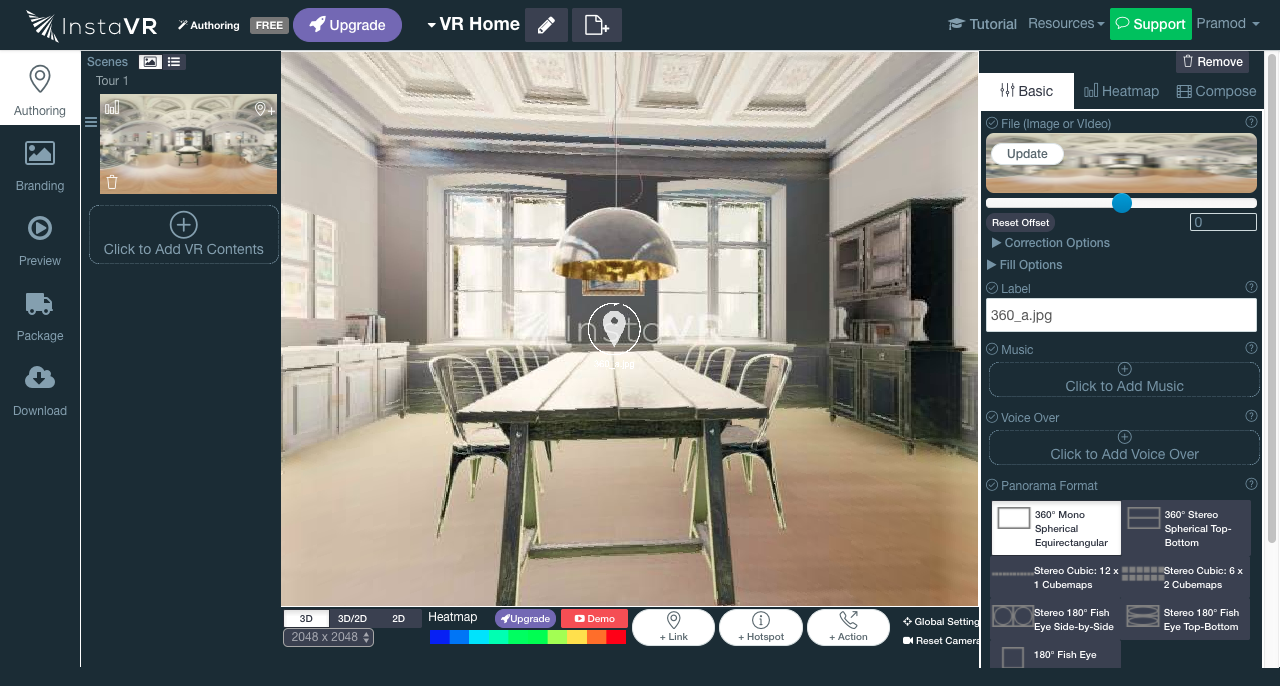 InstaVR
Authoring
FREE
Upgrade
VR Home
Tutorial
Resources
Support
Pramod
Authoring
Branding
Preview
Package
Download
Scenes
Tour 1
Click to Add VR Contents
InstaVR
360_a.jpg
3D
3D/2D
2D
2048 x 2048
Heatmap
Upgrade
Demo
+ Link
+ Hotspot
+ Action
Global Setting
Reset Camera
Remove
Basic
Heatmap
Compose
File (Image or VIdeo)
Update
Reset Offset
0
Correction Options
Fill Options
Label
360_a.jpg
Music
Click to Add Music
Voice Over
Click to Add Voice Over
Panorama Format
360° Mono
Spherical
Equirectangular
360° Stereo
Spherical Top-
Bottom
Stereo Cubic: 12 x
1 Cubemaps
Stereo Cubic: 6 x
2 Cubemaps
Stereo 180° Fish
Eye Side-by-Side
Stereo 180° Fish
Eye Top-Bottom
180° Fish Eye